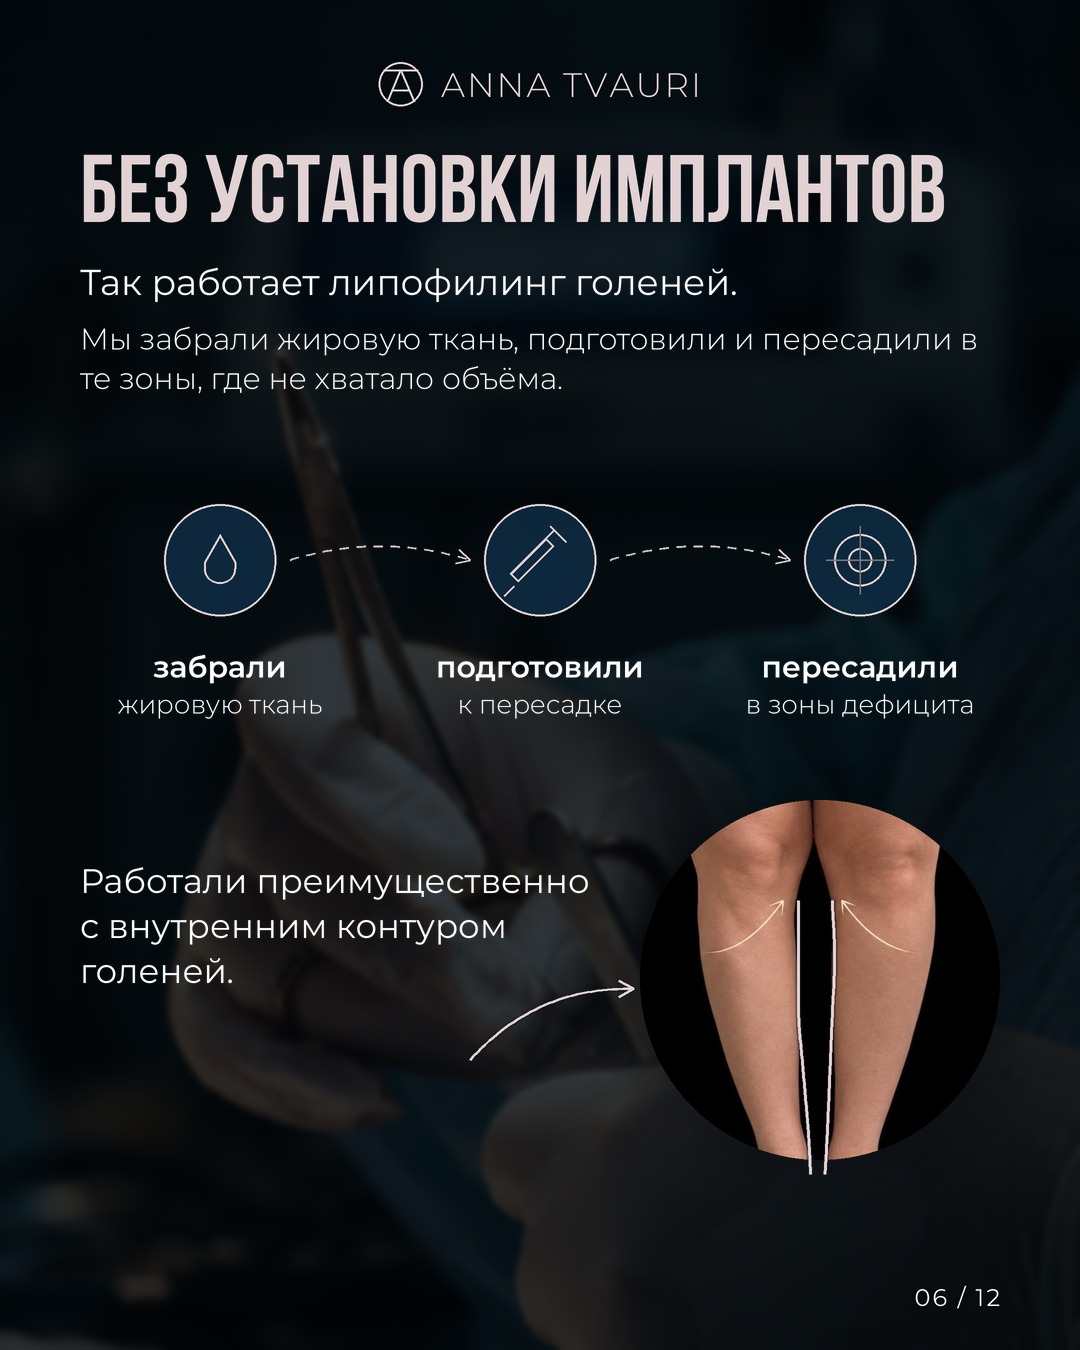 ANNA TVAURI
БЕЗ УСТАНОВКИ ИМПЛАНТОВ
Так работает липофилинг голеней.
Мы забрали жировую ткань, подготовили и пересадили в
те зоны, где не хватало объёма.
забрали
жировую ткань
подготовили
к пересадке
пересадили
в зоны дефицита
Работали преимущественно
с внутренним контуром
голеней.
06 / 12